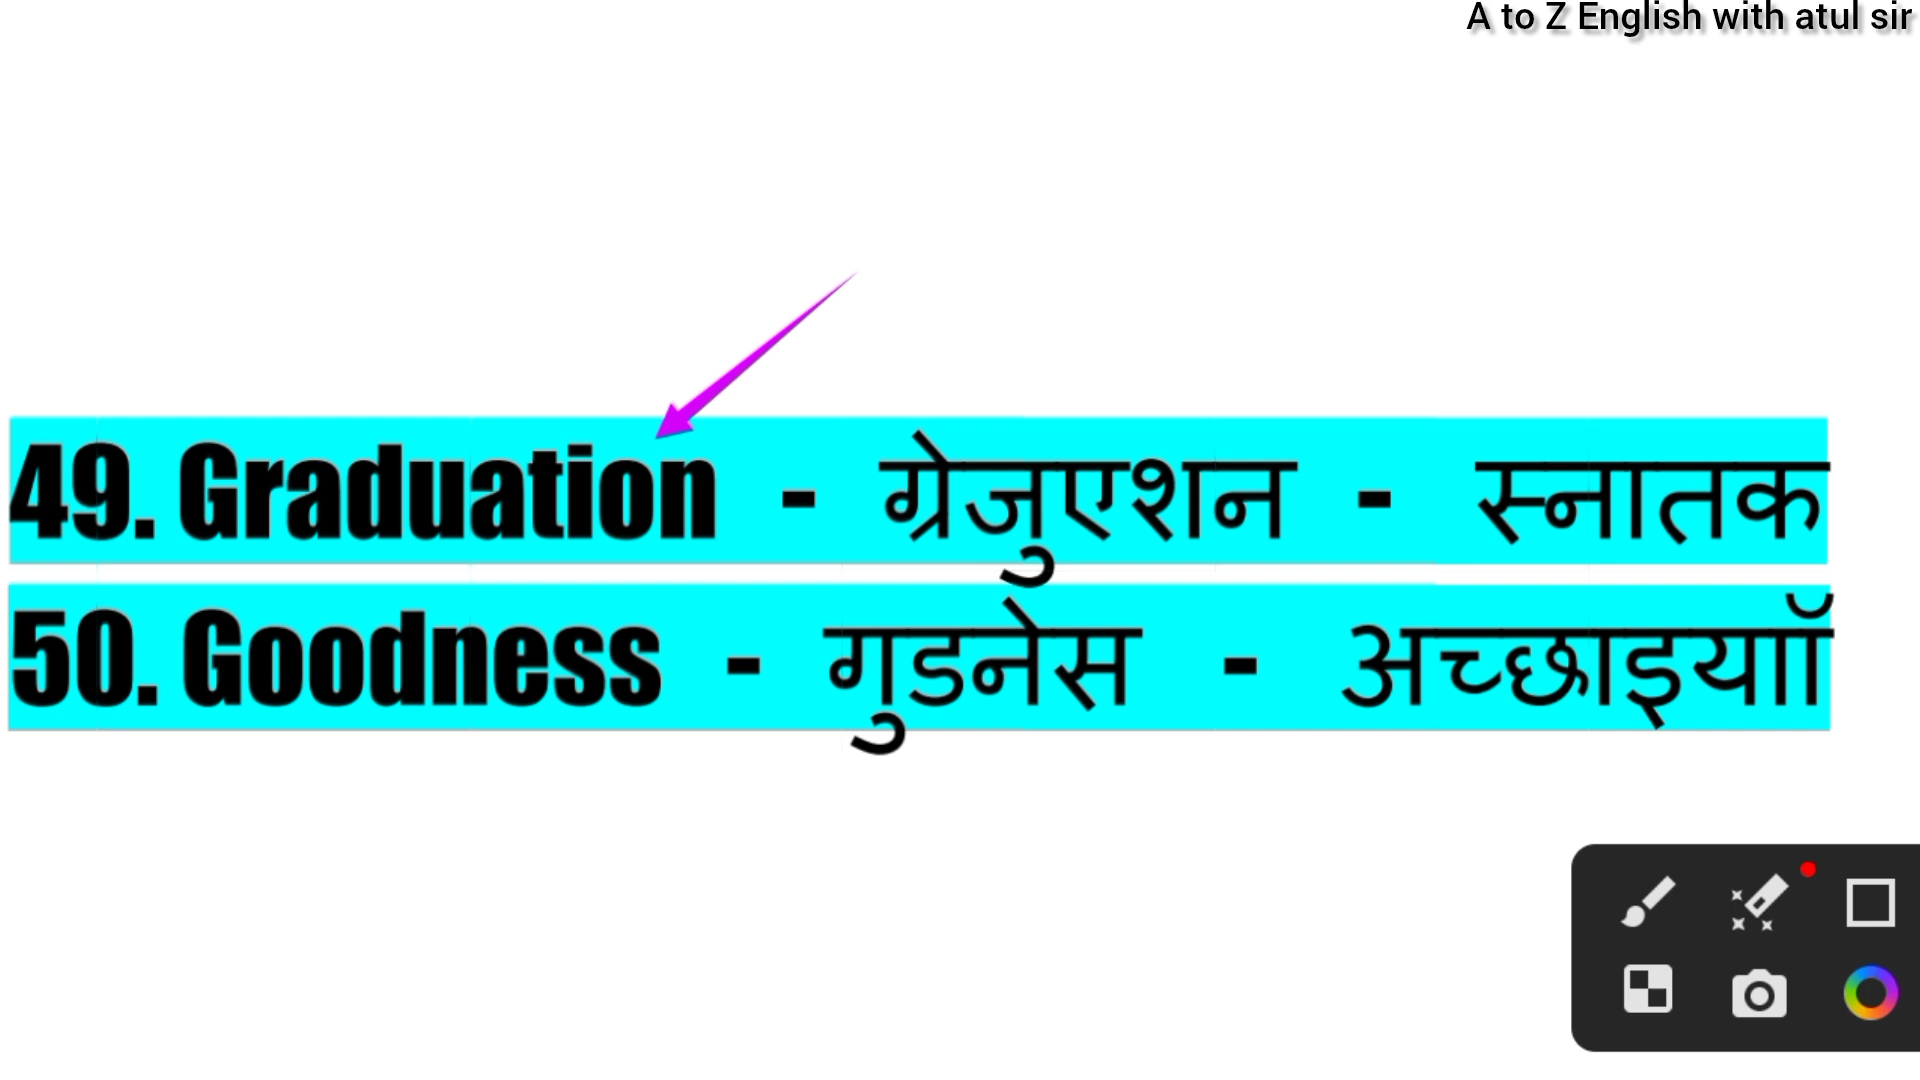 A to Z English with atul sir
49. Graduation - ग्रेजुएशन - स्नातक
50. Goodness - गुडनेस - अच्छाइयाॉ